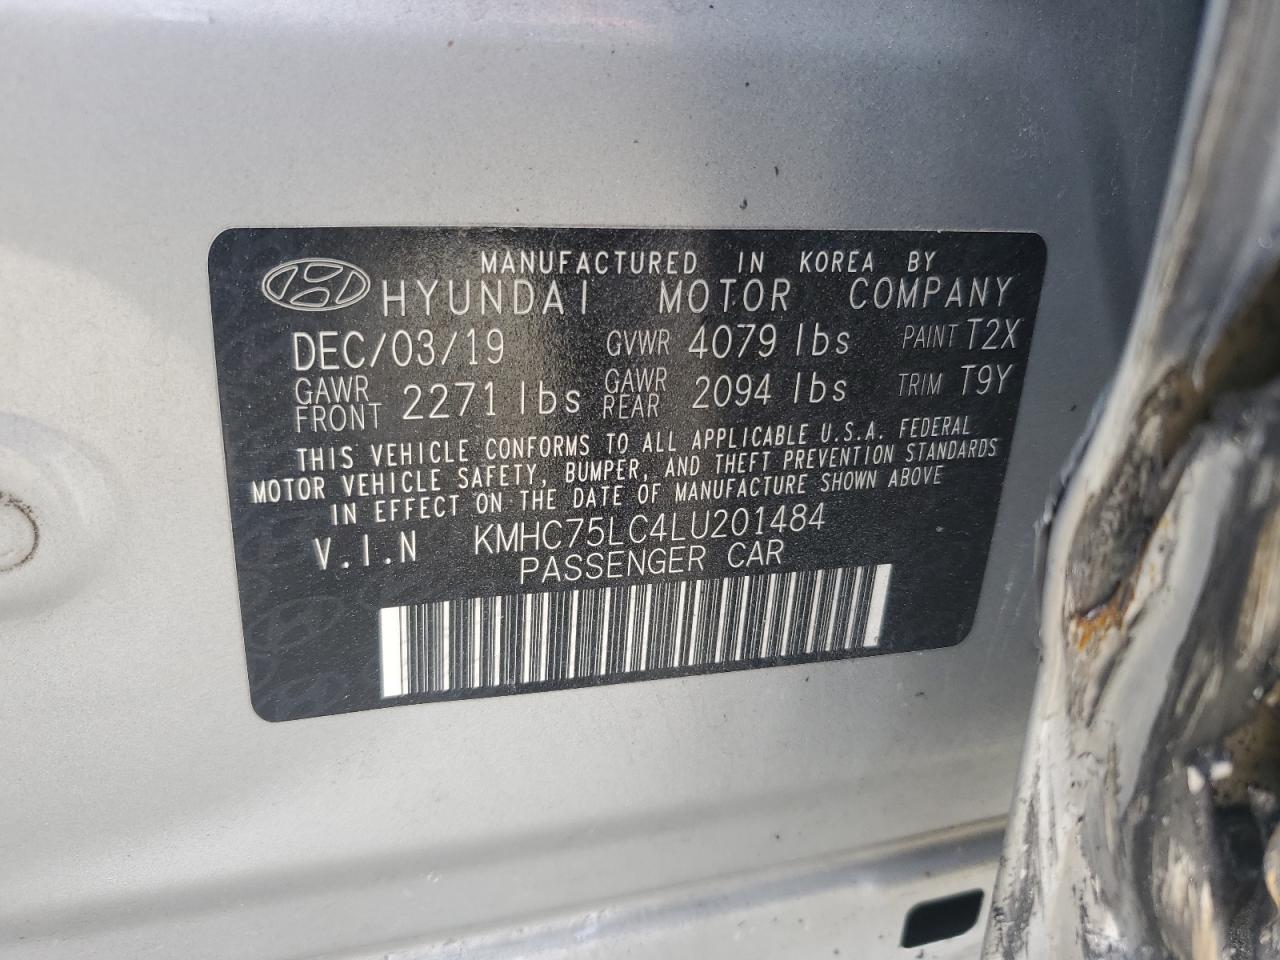 MANUFACTURED IN KOREA BY
HYUNDAI MOTOR COMPANY
DEC/03/19 GVWR 4079 lbs PAINT T2X
GAWR FRONT 2271 lbs GAWR REAR 2094 lbs TRIM T9Y
THIS VEHICLE CONFORMS TO ALL APPLICABLE U.S.A. FEDERAL
MOTOR VEHICLE SAFETY, BUMPER, AND THEFT PREVENTION STANDARDS
IN EFFECT ON THE DATE OF MANUFACTURE SHOWN ABOVE
V.I.N KMHC75LC4LU201484
PASSENGER CAR